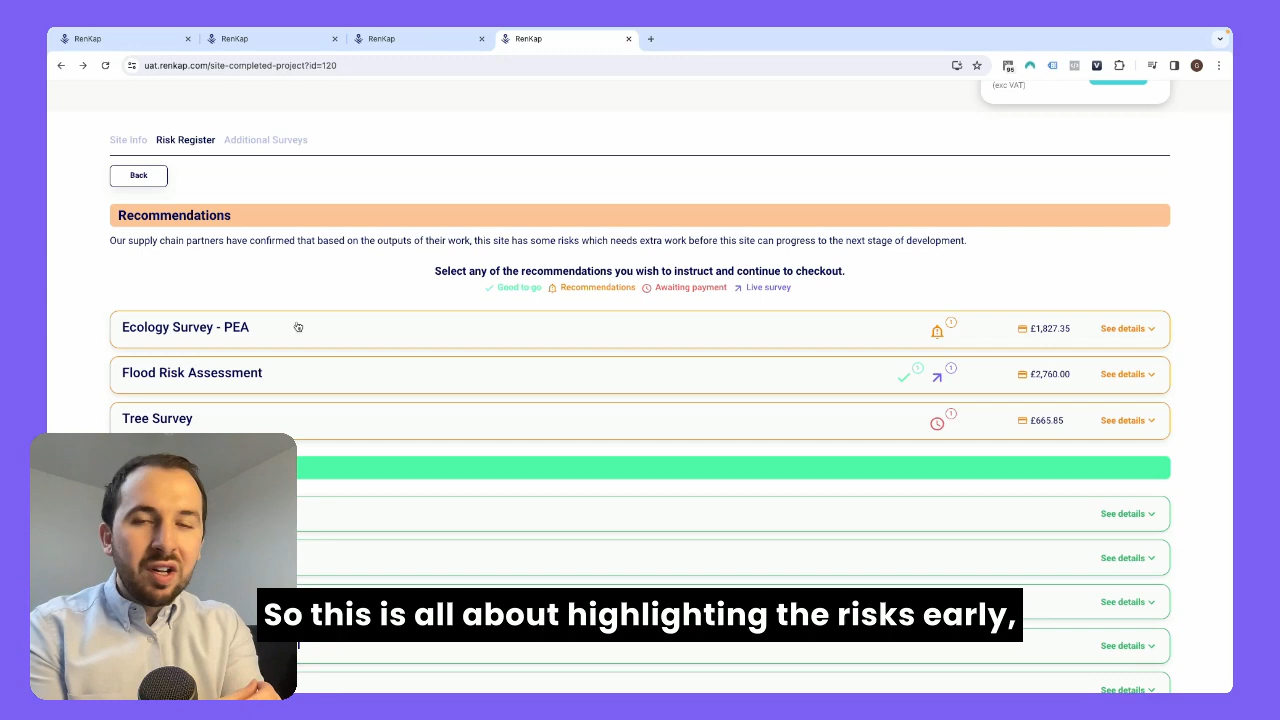 RenKap
RenKap
RenKap
RenKap
uat.renkap.com/site-completed-project?id=120
95
G
(exc VAT)
Site Info Risk Register Additional Surveys
Back
Recommendations
Our supply chain partners have confirmed that based on the outputs of their work, this site has some risks which needs extra work before this site can progress to the next stage of development.
Select any of the recommendations you wish to instruct and continue to checkout.
Good to go Recommendations Awaiting payment Live survey
Ecology Survey - PEA 1 £1,827.35 See details
Flood Risk Assessment 1 1 £2,760.00 See details
Tree Survey 1 £665.85 See details
See details
See details
See details
See details
See details
So this is all about highlighting the risks early,